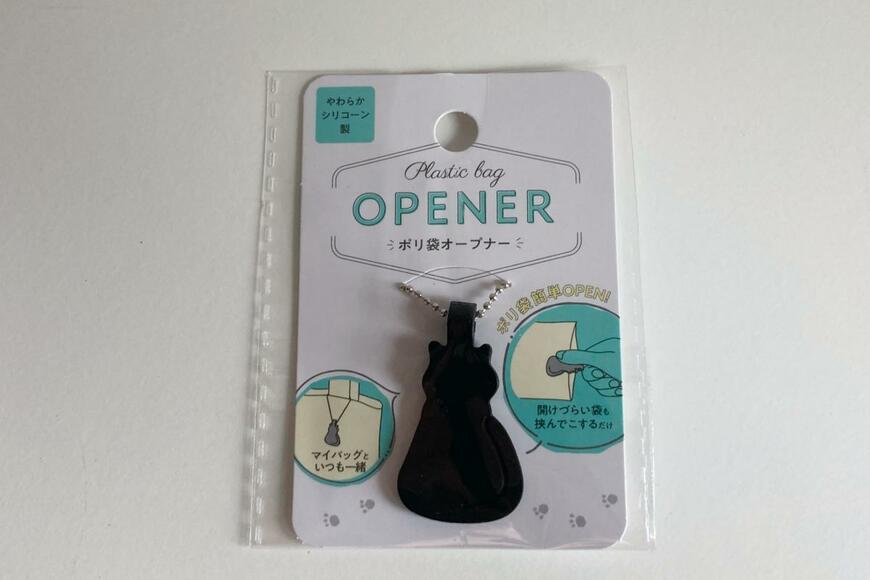 やわらか
シリコーン
製
Plastic bag
OPENER
ポリ袋オープナー
ポリ袋簡単OPEN!
開けづらい袋も
挟んでこするだけ
マイバッグと
いつも一緒